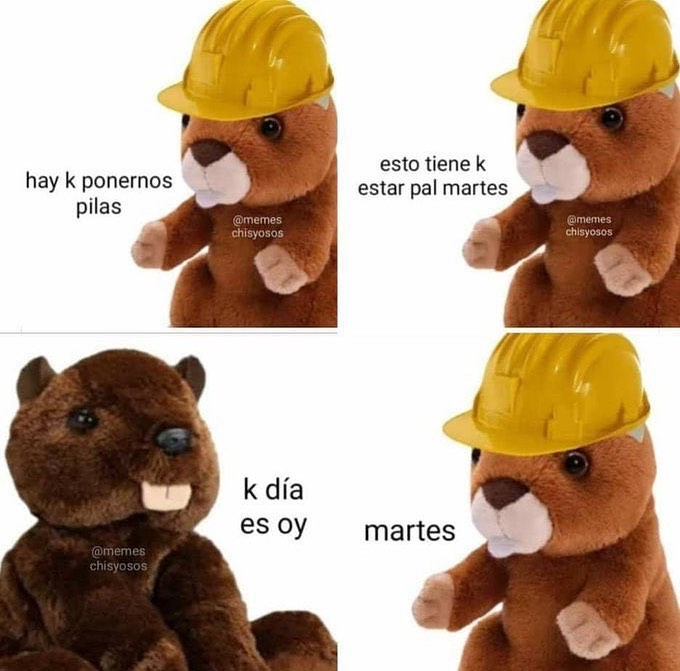 hay k ponernos
pilas
@memes
chisyosos
esto tiene k
estar pal martes
@memes
chisyosos
k día
es oy
@memes
chisyosos
martes